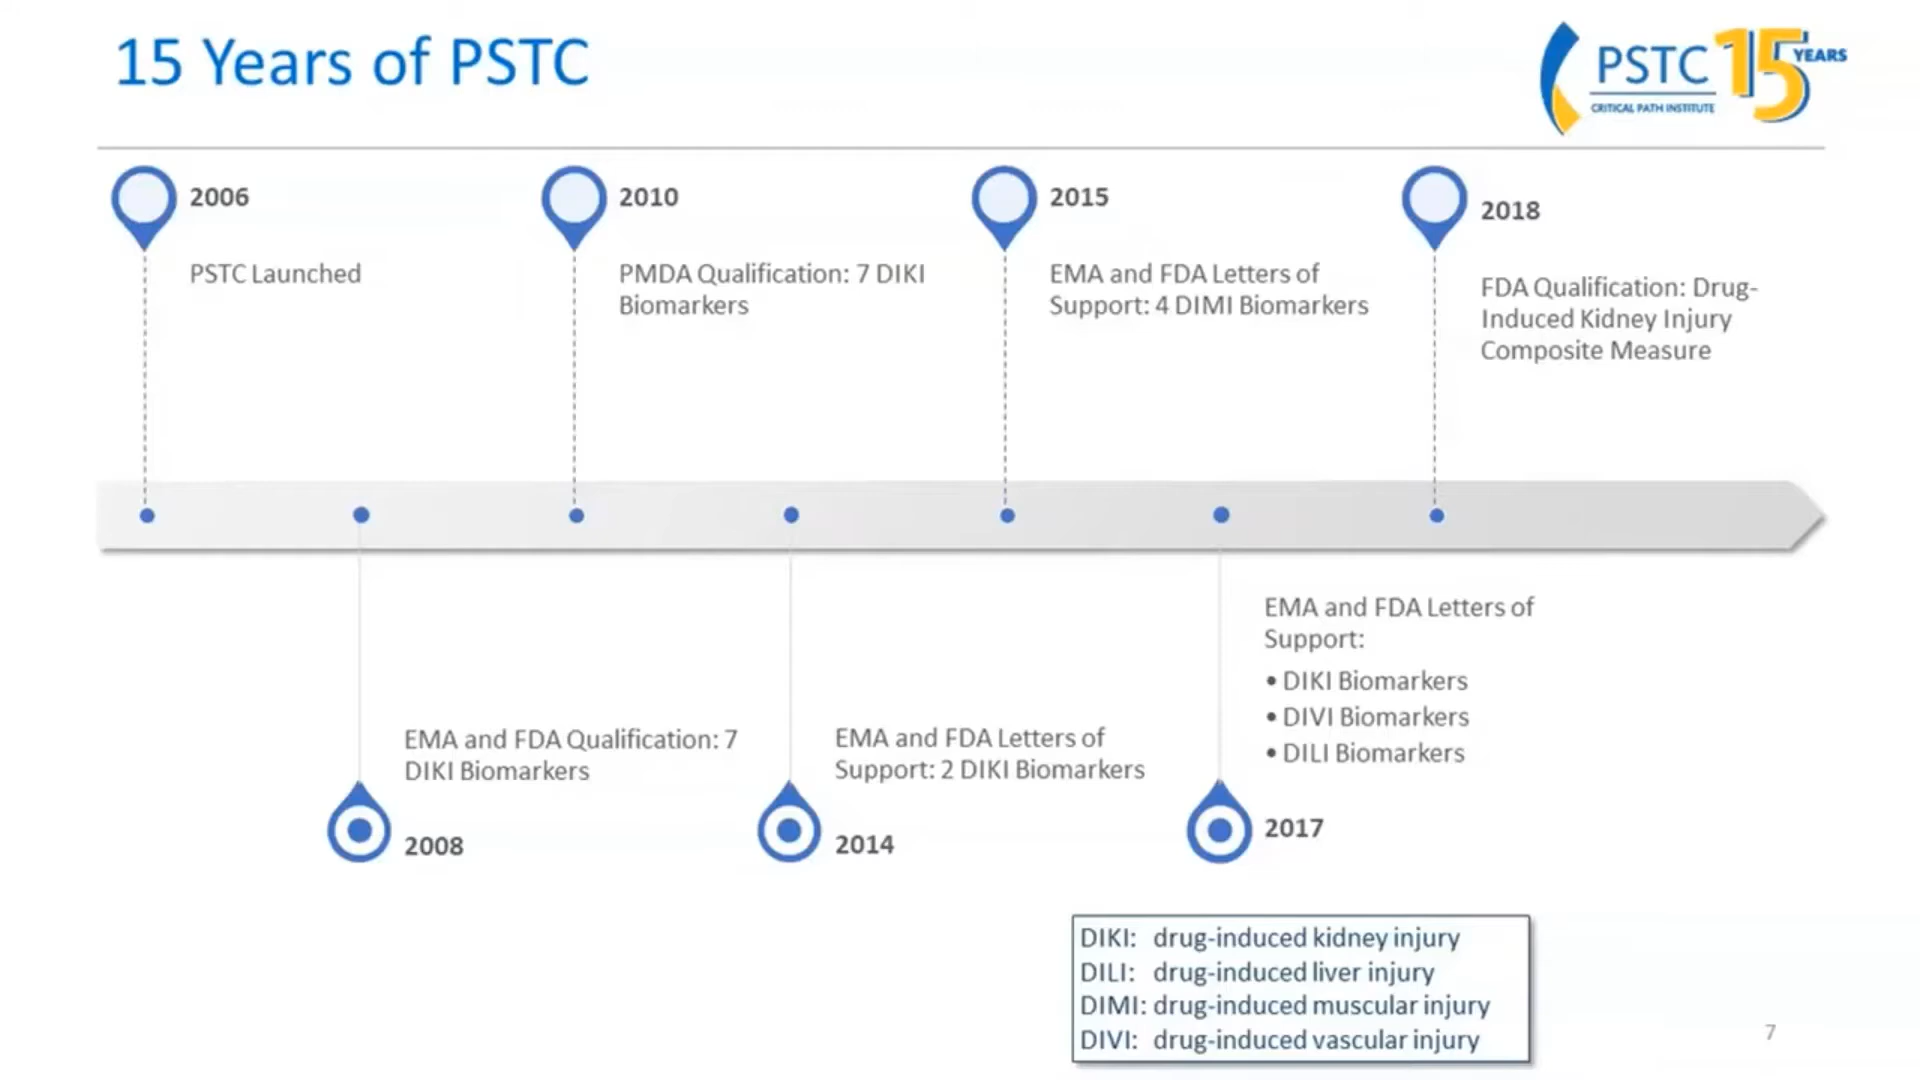 15 Years of PSTC
PSTC 15 YEARS
CRITICAL PATH INSTITUTE
2006
PSTC Launched
2010
PMDA Qualification: 7 DIKI
Biomarkers
2015
EMA and FDA Letters of
Support: 4 DIMI Biomarkers
2018
FDA Qualification: Drug-
Induced Kidney Injury
Composite Measure
EMA and FDA Qualification: 7
DIKI Biomarkers
2008
EMA and FDA Letters of
Support: 2 DIKI Biomarkers
2014
EMA and FDA Letters of
Support:
• DIKI Biomarkers
• DIVI Biomarkers
• DILI Biomarkers
2017
DIKI: drug-induced kidney injury
DILI: drug-induced liver injury
DIMI: drug-induced muscular injury
DIVI: drug-induced vascular injury
7